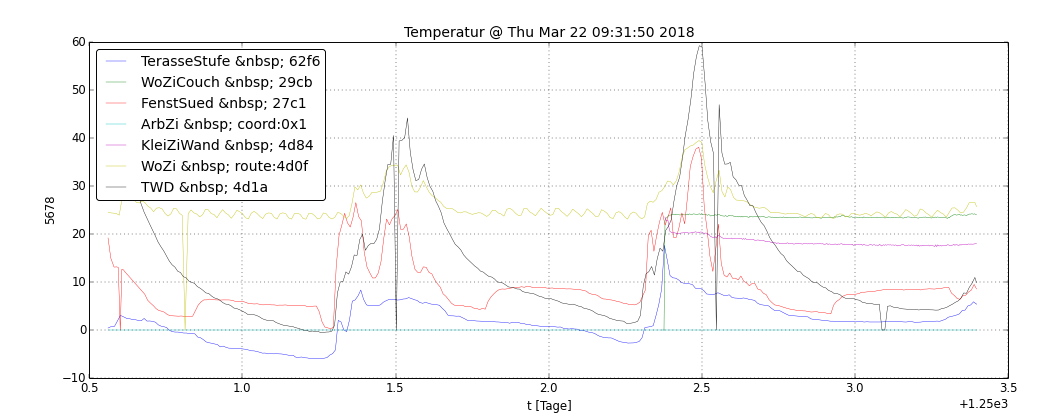 Temperatur @ Thu Mar 22 09:31:50 2018
60
50
40
30
20
10
0
−10
5678
TerasseStufe &nbsp; 62f6
WoZiCouch &nbsp; 29cb
FenstSued &nbsp; 27c1
ArbZi &nbsp; coord:0x1
KleiZiWand &nbsp; 4d84
WoZi &nbsp; route:4d0f
TWD &nbsp; 4d1a
0.5 1.0 1.5 2.0 2.5 3.0 3.5
t [Tage]
+1.25e3